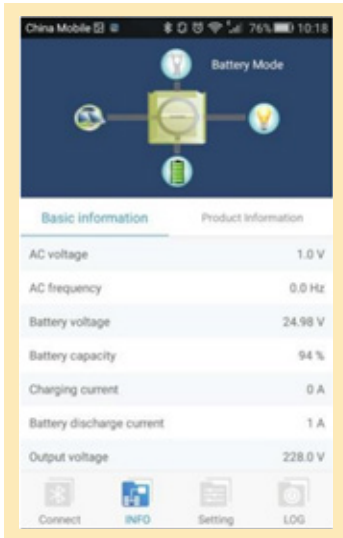 China Mobile 76% 10:18
Battery Mode
Basic information Product Information
AC voltage 1.0 V
AC frequency 0.0 Hz
Battery voltage 24.98 V
Battery capacity 94 %
Charging current 0 A
Battery discharge current 1 A
Output voltage 228.0 V
Connect INFO Setting LOG